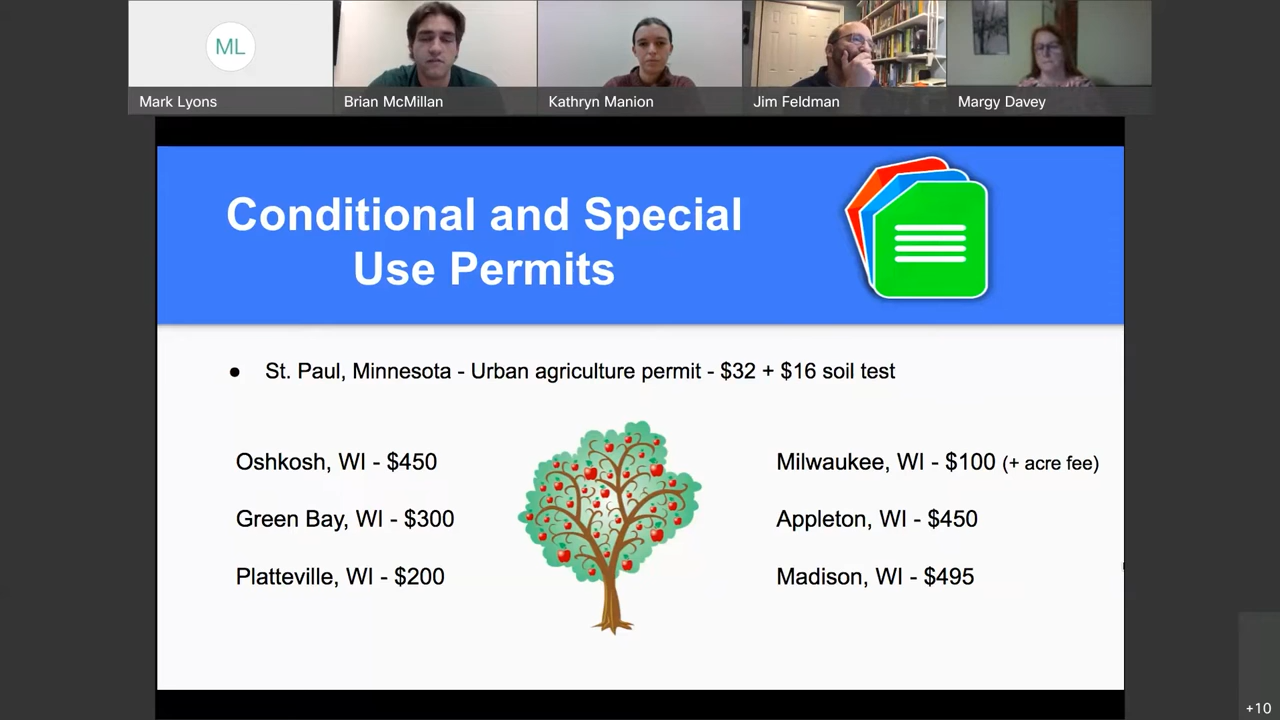 ML
Mark Lyons
Brian McMillan
Kathryn Manion
Jim Feldman
Margy Davey
Conditional and Special
Use Permits
● St. Paul, Minnesota - Urban agriculture permit - $32 + $16 soil test
Oshkosh, WI - $450
Green Bay, WI - $300
Platteville, WI - $200
Milwaukee, WI - $100 (+ acre fee)
Appleton, WI - $450
Madison, WI - $495
+10